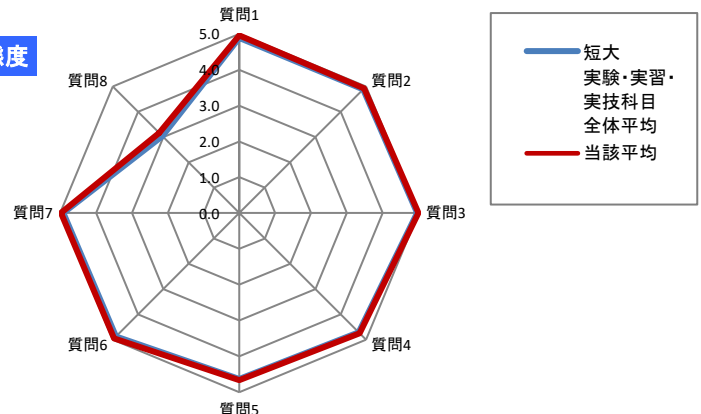 態度
質問1
質問2
質問3
質問4
質問5
質問6
質問7
質問8
5.0
4.0
3.0
2.0
1.0
0.0
短大
実験・実習・
実技科目
全体平均
当該平均